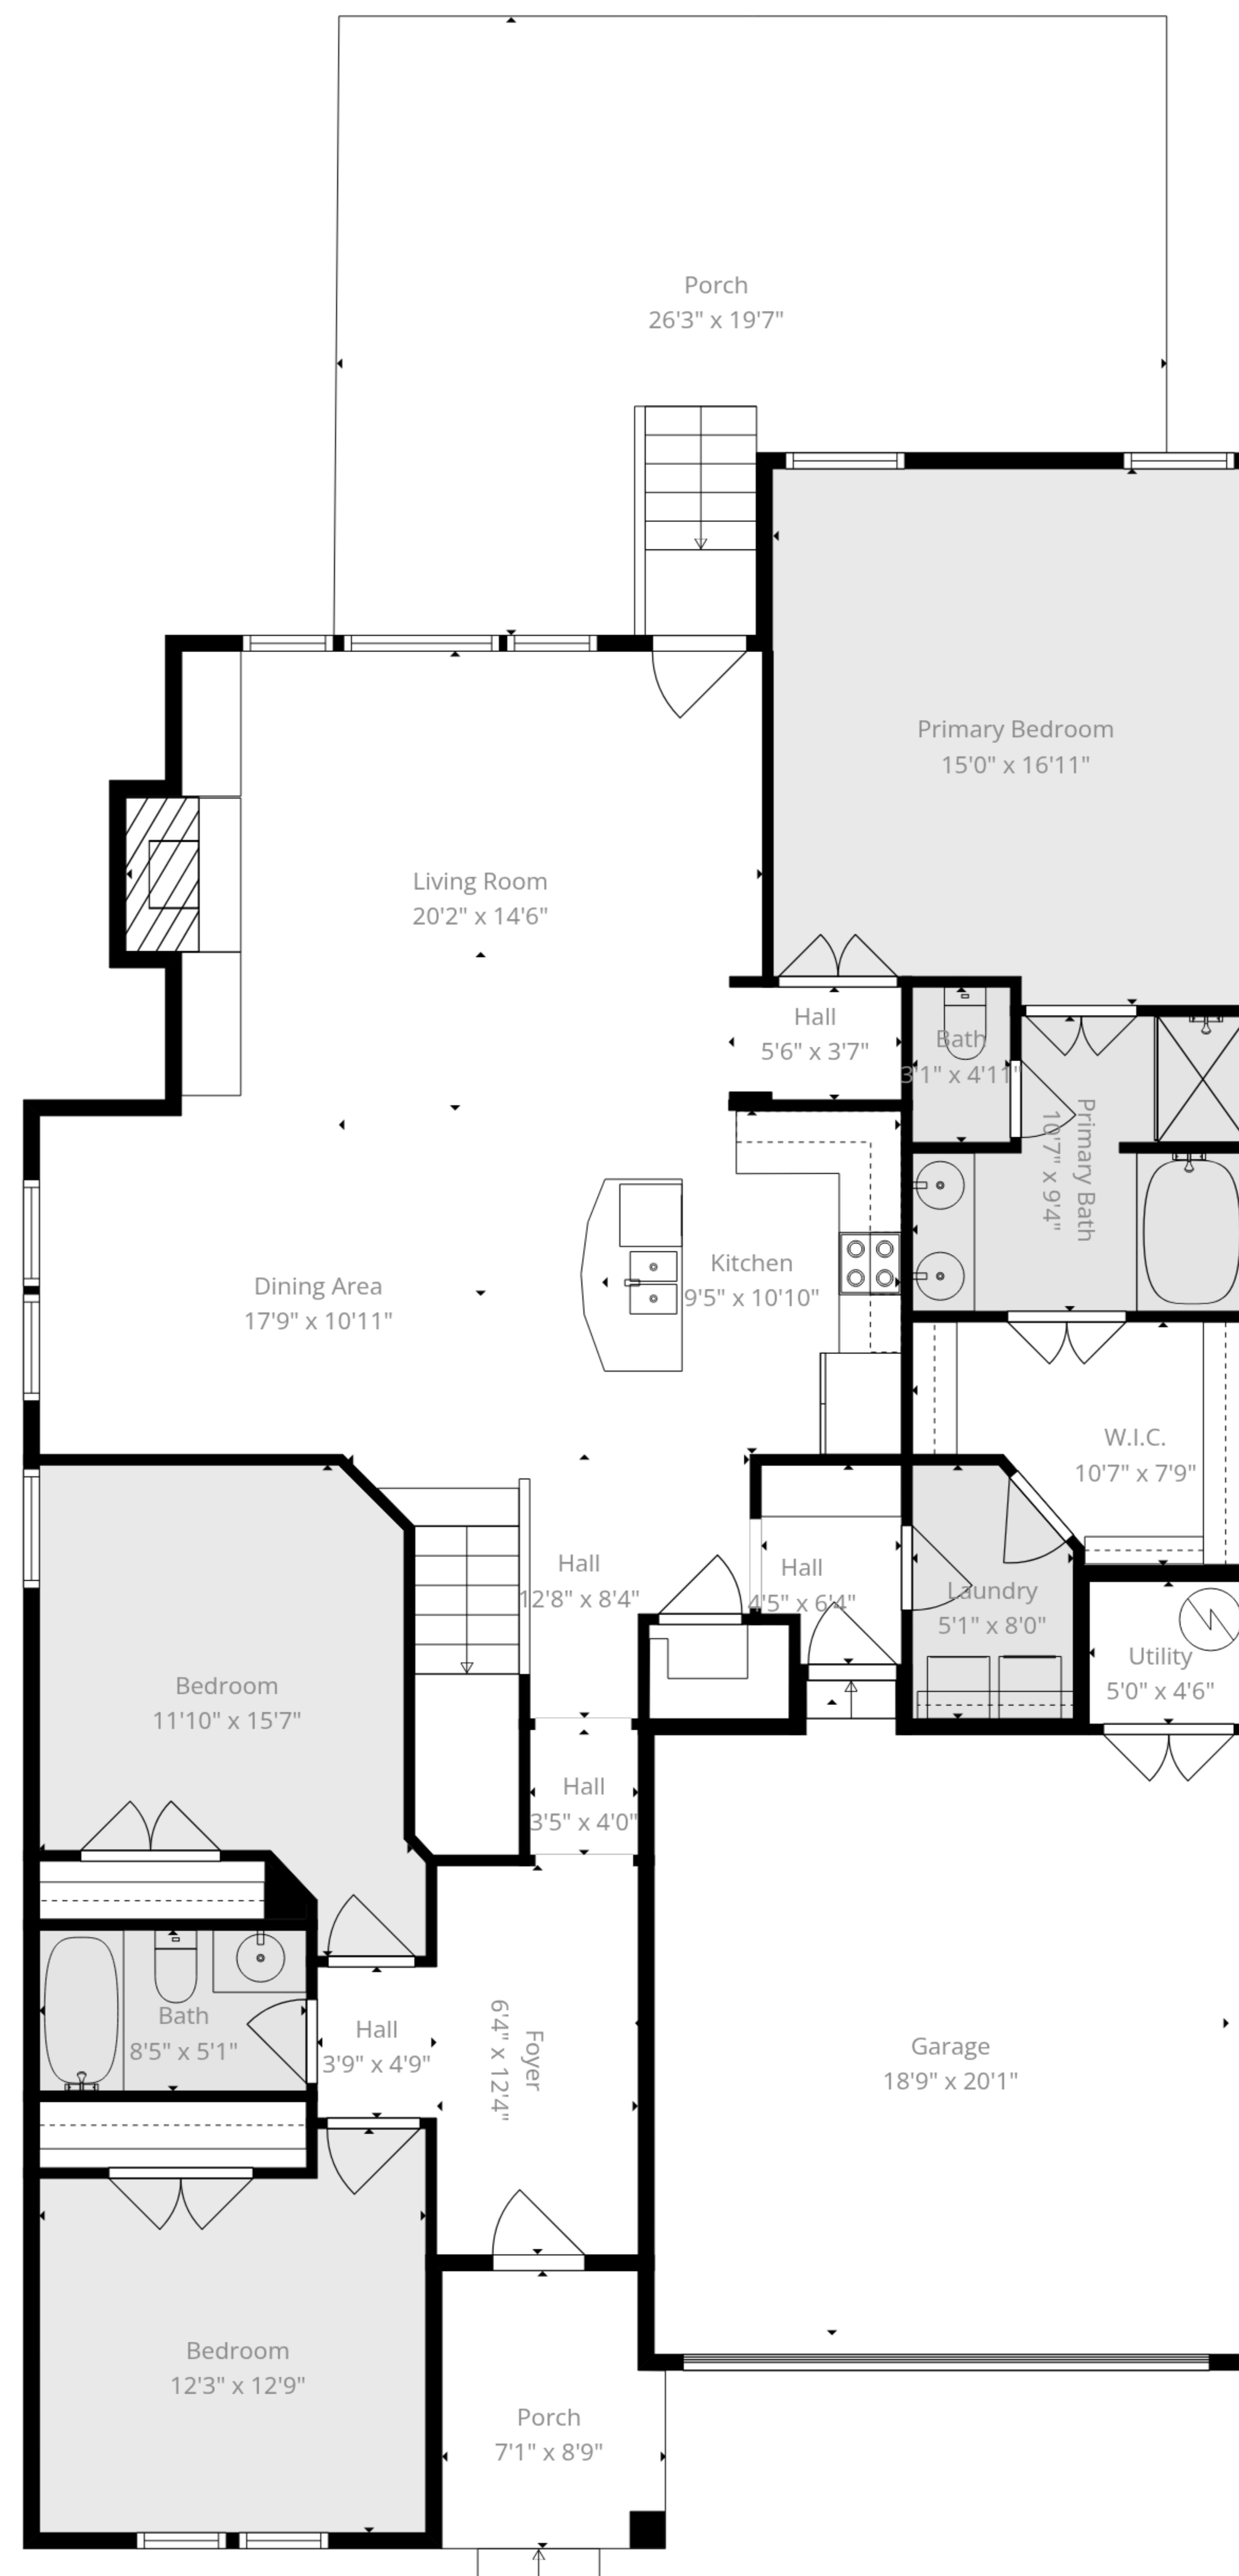 Porch
26'3" x 19'7"
Primary Bedroom
15'0" x 16'11"
Living Room
20'2" x 14'6"
Hall
5'6" x 3'7"
Bath
3'1" x 4'11"
Primary Bath
10'7" x 9'4"
Kitchen
9'5" x 10'10"
Dining Area
17'9" x 10'11"
W.I.C.
10'7" x 7'9"
Hall
12'8" x 8'4"
Hall
4'5" x 6'4"
Laundry
5'1" x 8'0"
Utility
5'0" x 4'6"
Bedroom
11'10" x 15'7"
Hall
3'5" x 4'0"
Bath
8'5" x 5'1"
Hall
3'9" x 4'9"
Foyer
6'4" x 12'4"
Garage
18'9" x 20'1"
Bedroom
12'3" x 12'9"
Porch
7'1" x 8'9"